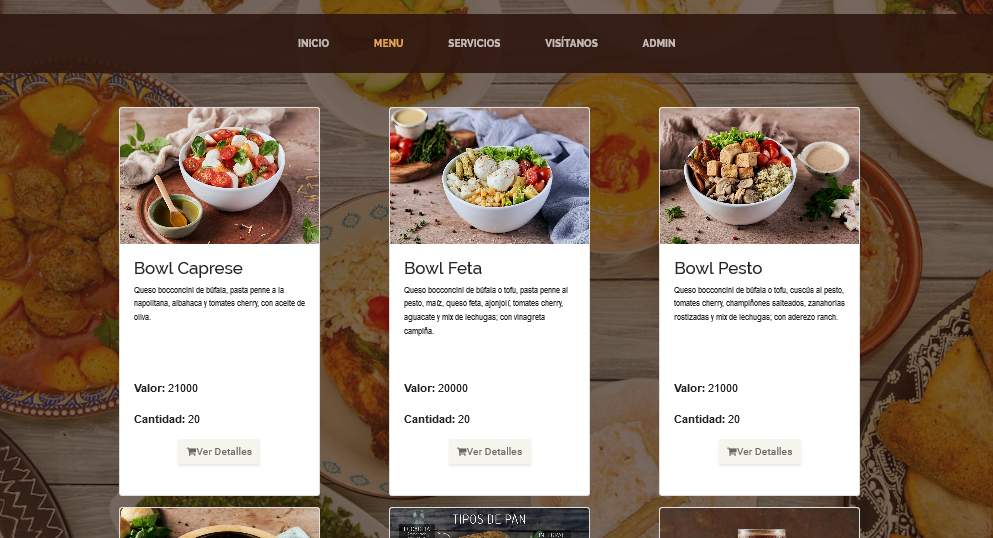 INICIO MENU SERVICIOS VISÍTANOS ADMIN
Bowl Caprese
Queso bocconcini de búfala, pasta penne a la
napolitana, albahaca y tomates cherry, con aceite de
oliva.
Valor: 21000
Cantidad: 20
Ver Detalles
Bowl Feta
Queso bocconcini de búfala o tofu, pasta penne al
pesto, maíz, queso feta, ajonjolí, tomates cherry,
aguacate y mix de lechugas; con vinagreta
campiña.
Valor: 20000
Cantidad: 20
Ver Detalles
Bowl Pesto
Queso bocconcini de búfala o tofu, cuscús al pesto,
tomates cherry, champiñones salteados, zanahorias
rostizadas y mix de lechugas; con aderezo ranch.
Valor: 21000
Cantidad: 20
Ver Detalles
TIPOS DE PAN